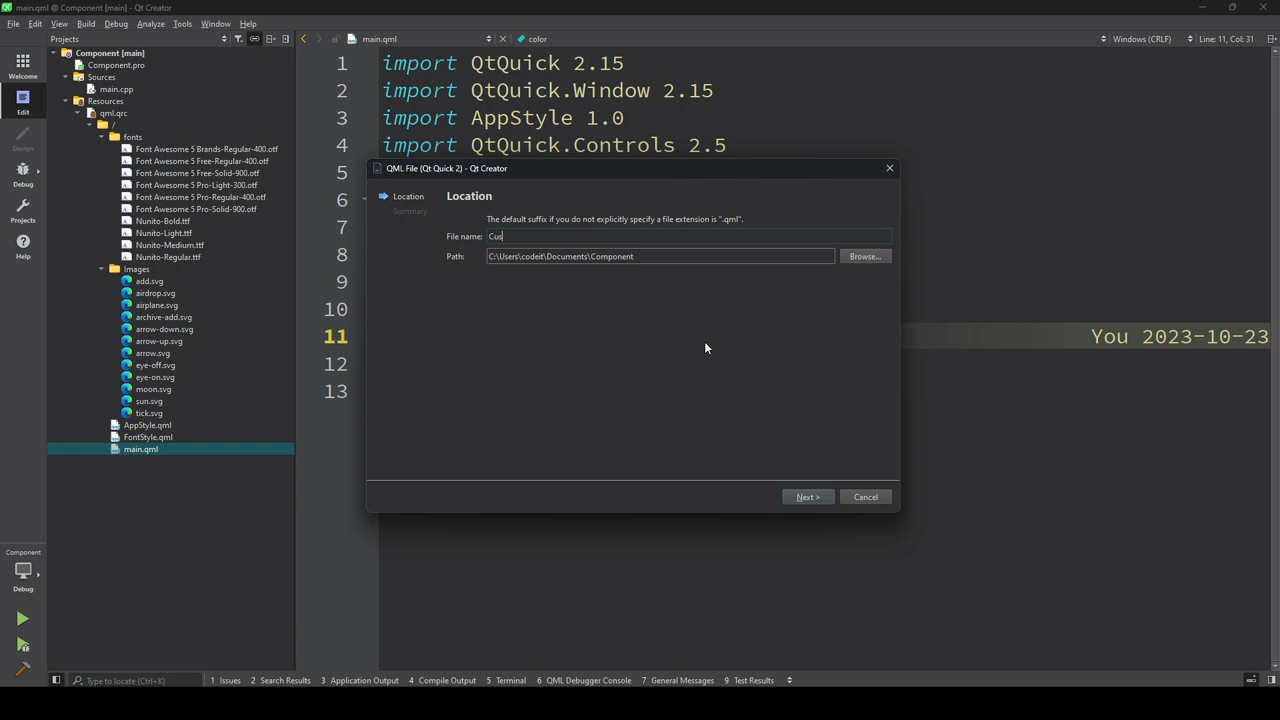 main.qml @ Component [main] - Qt Creator
File Edit View Build Debug Analyze Tools Window Help
Projects
main.qml
color
Windows (CRLF)
Line: 11, Col: 31
Welcome
Edit
Design
Debug
Projects
Help
Component
Debug
Component [main]
Component.pro
Sources
main.cpp
Resources
qml.qrc
/
fonts
Font Awesome 5 Brands-Regular-400.otf
Font Awesome 5 Free-Regular-400.otf
Font Awesome 5 Free-Solid-900.otf
Font Awesome 5 Pro-Light-300.otf
Font Awesome 5 Pro-Regular-400.otf
Font Awesome 5 Pro-Solid-900.otf
Nunito-Bold.ttf
Nunito-Light.ttf
Nunito-Medium.ttf
Nunito-Regular.ttf
Images
add.svg
airdrop.svg
airplane.svg
archive-add.svg
arrow-down.svg
arrow-up.svg
arrow.svg
eye-off.svg
eye-on.svg
moon.svg
sun.svg
tick.svg
AppStyle.qml
FontStyle.qml
main.qml
1 import QtQuick 2.15
2 import QtQuick.Window 2.15
3 import AppStyle 1.0
4 import QtQuick.Controls 2.5
5
6
7
8
9
10
11 You 2023-10-23
12
13
QML File (Qt Quick 2) - Qt Creator
Location
Summary
Location
The default suffix if you do not explicitly specify a file extension is ".qml".
File name: Cus
Path: C:\Users\codeit\Documents\Component
Browse...
Next >
Cancel
Type to locate (Ctrl+K)
1 Issues 2 Search Results 3 Application Output 4 Compile Output 5 Terminal 6 QML Debugger Console 7 General Messages 9 Test Results